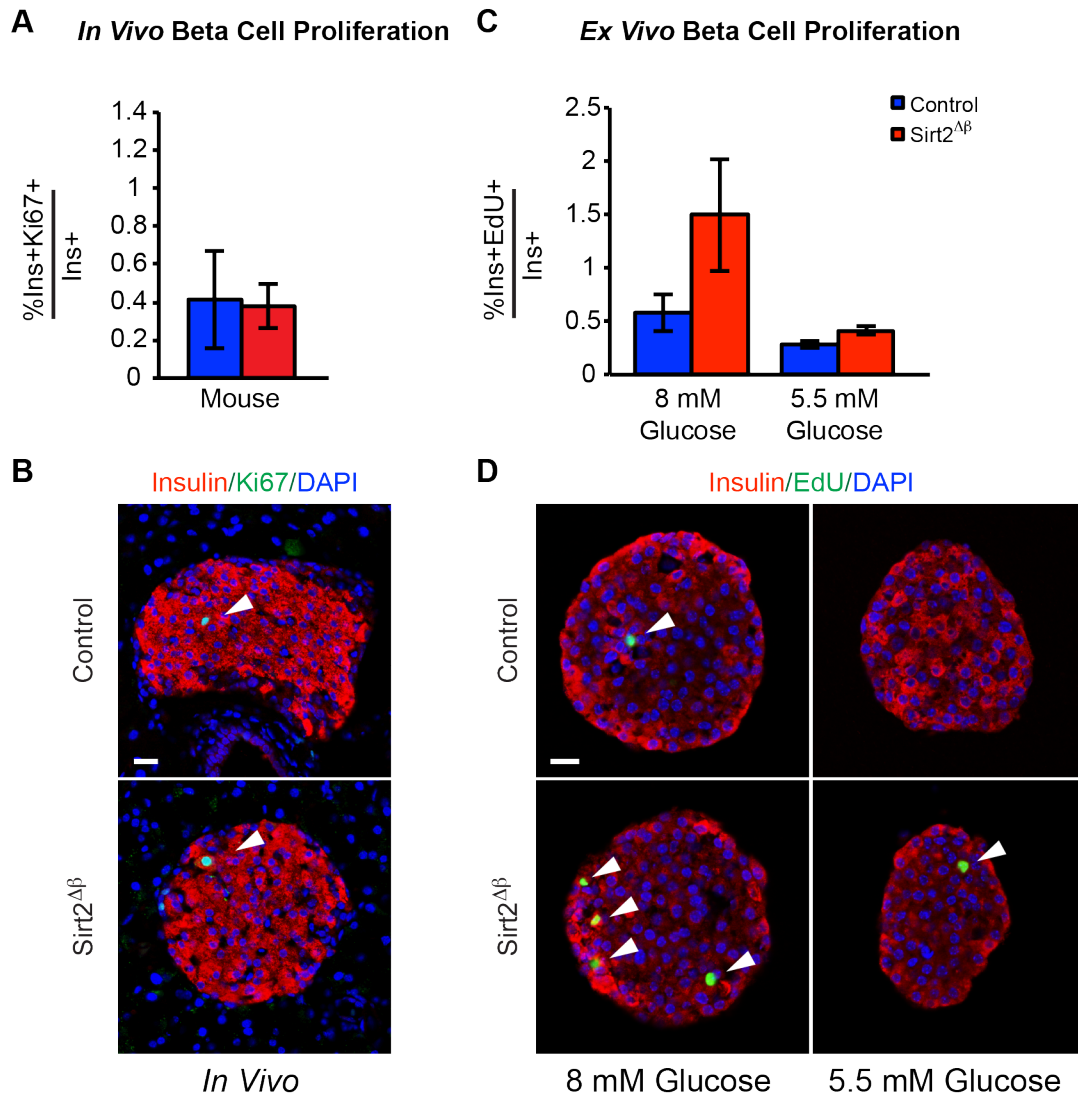 A
In Vivo Beta Cell Proliferation
1.4
1.2
1
0.8
0.6
0.4
0.2
0
%Ins+Ki67+
Ins+
Mouse
C
Ex Vivo Beta Cell Proliferation
2.5
2
1.5
1
0.5
0
%Ins+EdU+
Ins+
Control
Sirt2Δβ
8 mM
Glucose
5.5 mM
Glucose
B
Insulin/Ki67/DAPI
Control
Sirt2Δβ
In Vivo
D
Insulin/EdU/DAPI
Control
Sirt2Δβ
8 mM Glucose
5.5 mM Glucose